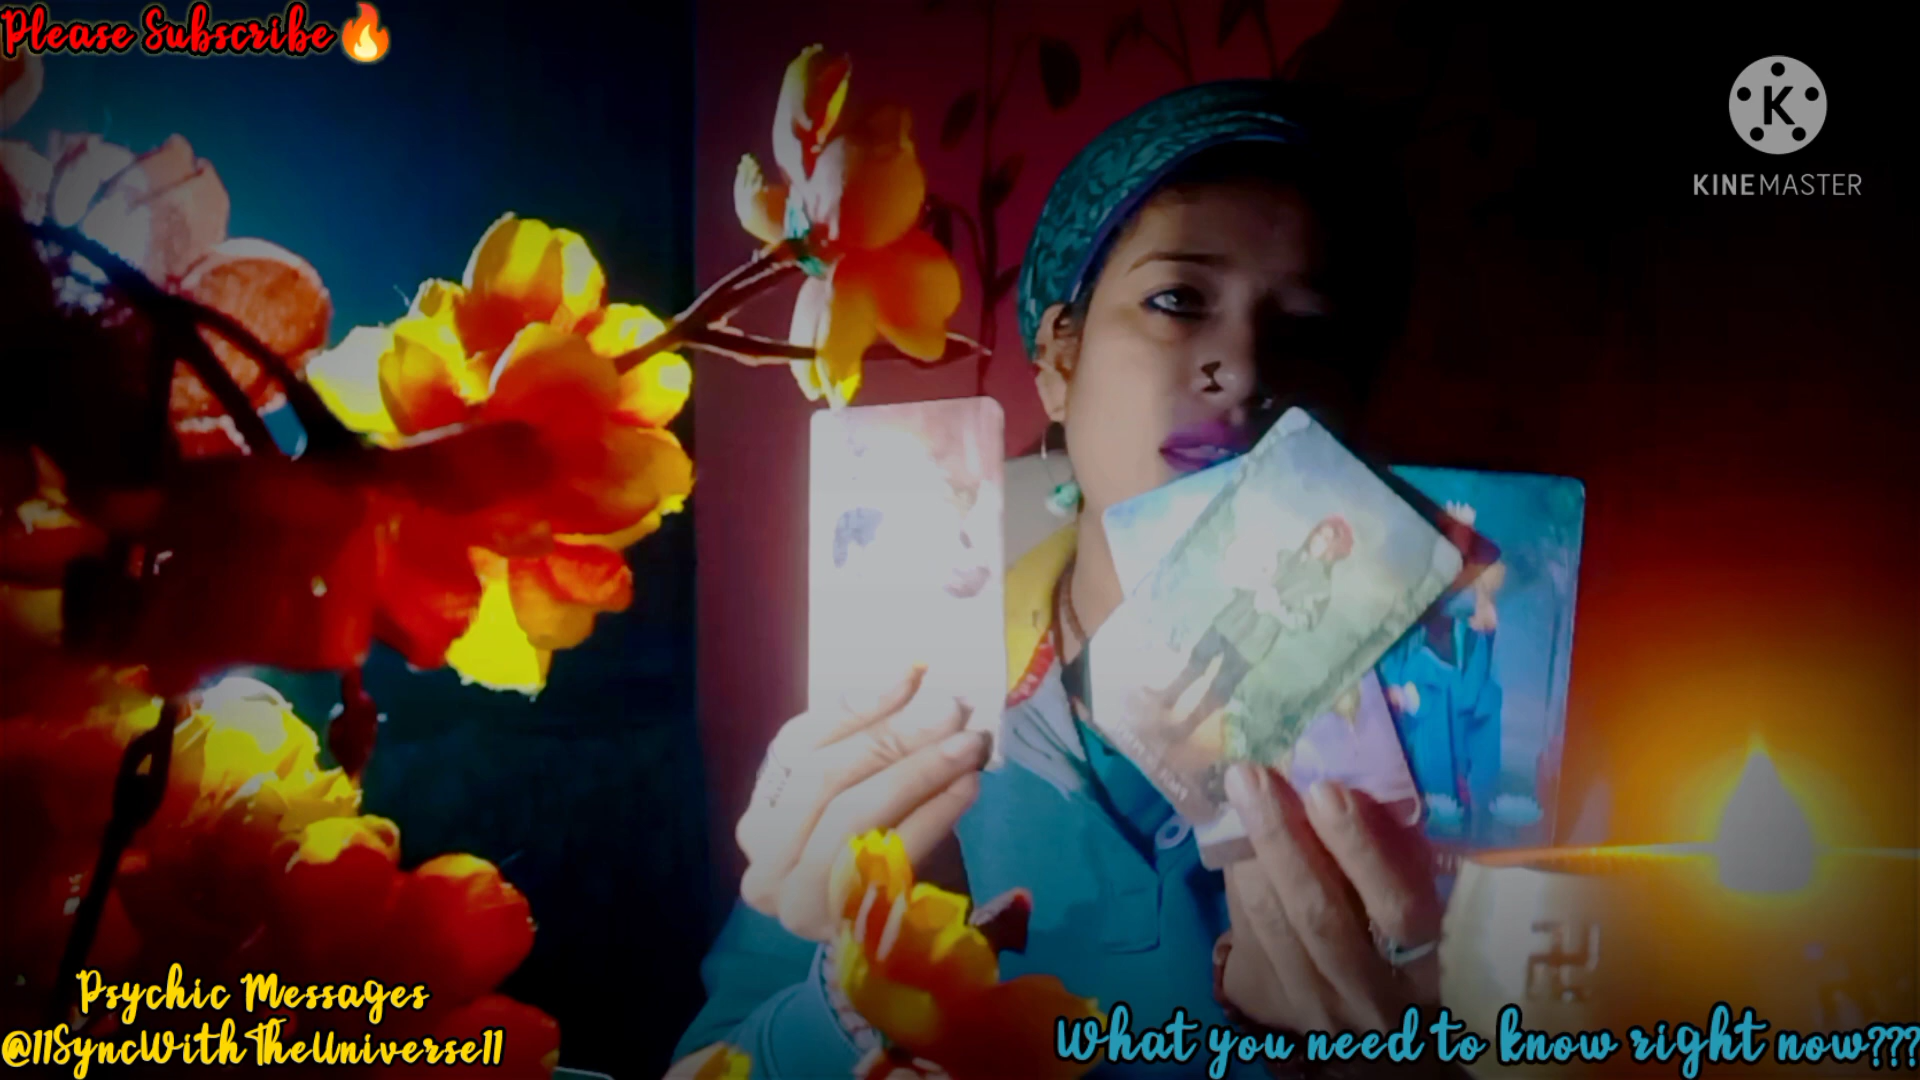 Please Subscribe🔥
K
KINEMASTER
Psychic Messages
@11SyncWithTheUniverse11
What you need to know right now???